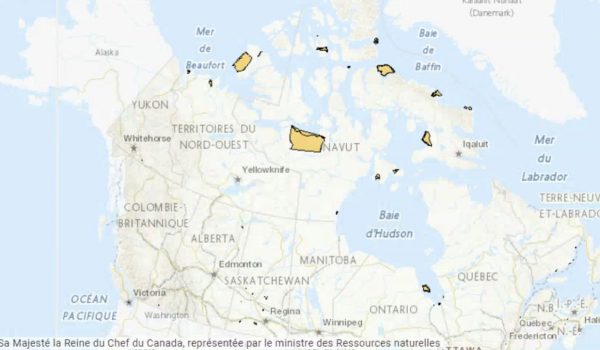 Kalaallit Nunaat
(Danemark)
Mer
de
Beaufort
Baie
de
Baffin
Alaska
YUKON
TERRITOIRES DU
NORD-OUEST
NAVUT
Whitehorse
Iqaluit
Yellowknife
Mer
du
Labrador
COLOMBIE-
BRITANNIQUE
Baie
d'Hudson
TERRE-NEUV
ET-LABRADOR
ALBERTA
MANITOBA
Edmonton
SASKATCHEWAN
QUÉBEC
OCÉAN
PACIFIQUE
Victoria
ONTARIO
Washington
Regina
Winnipeg
N.B.
Î.-P.-É.
Québec
N.É.
Fredericton
Sa Majesté la Reine du Chef du Canada, représentée par le ministre des Ressources naturelles